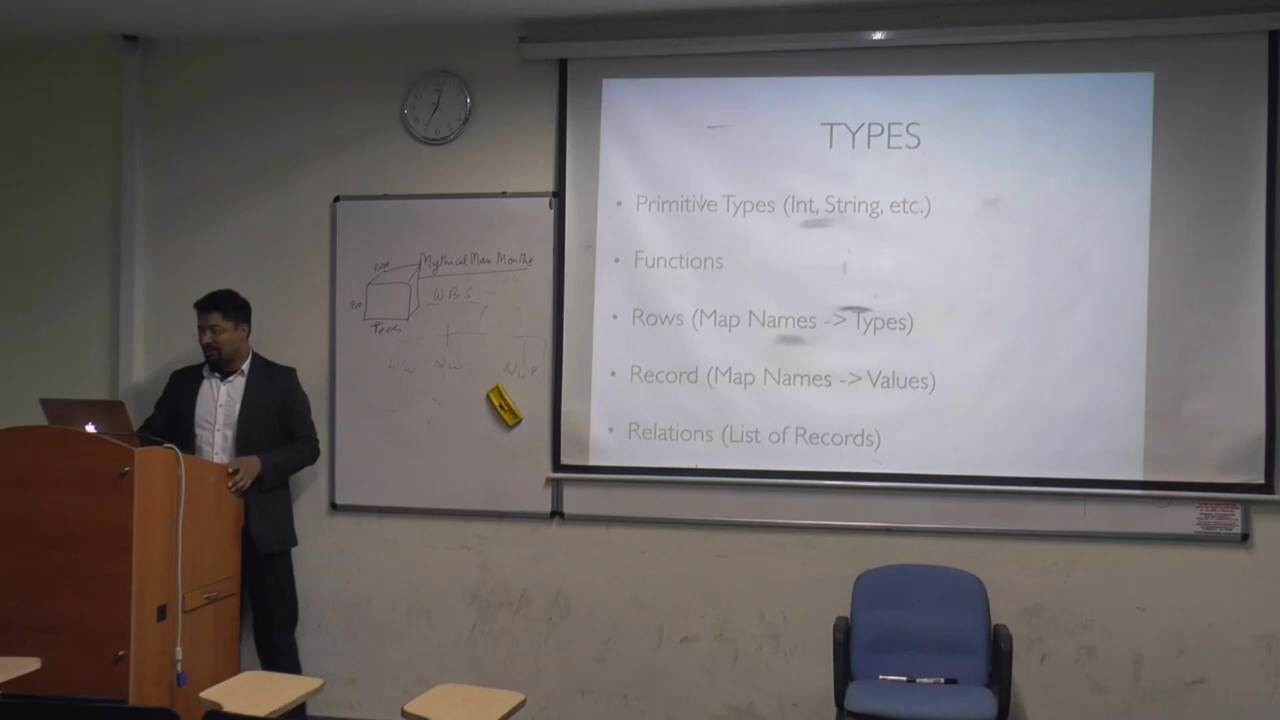 TYPES
• Primitive Types (Int, String, etc.)
• Functions
• Rows (Map Names -> Types)
• Record (Map Names -> Values)
• Relations (List of Records)
Mythical Man Months
WBS